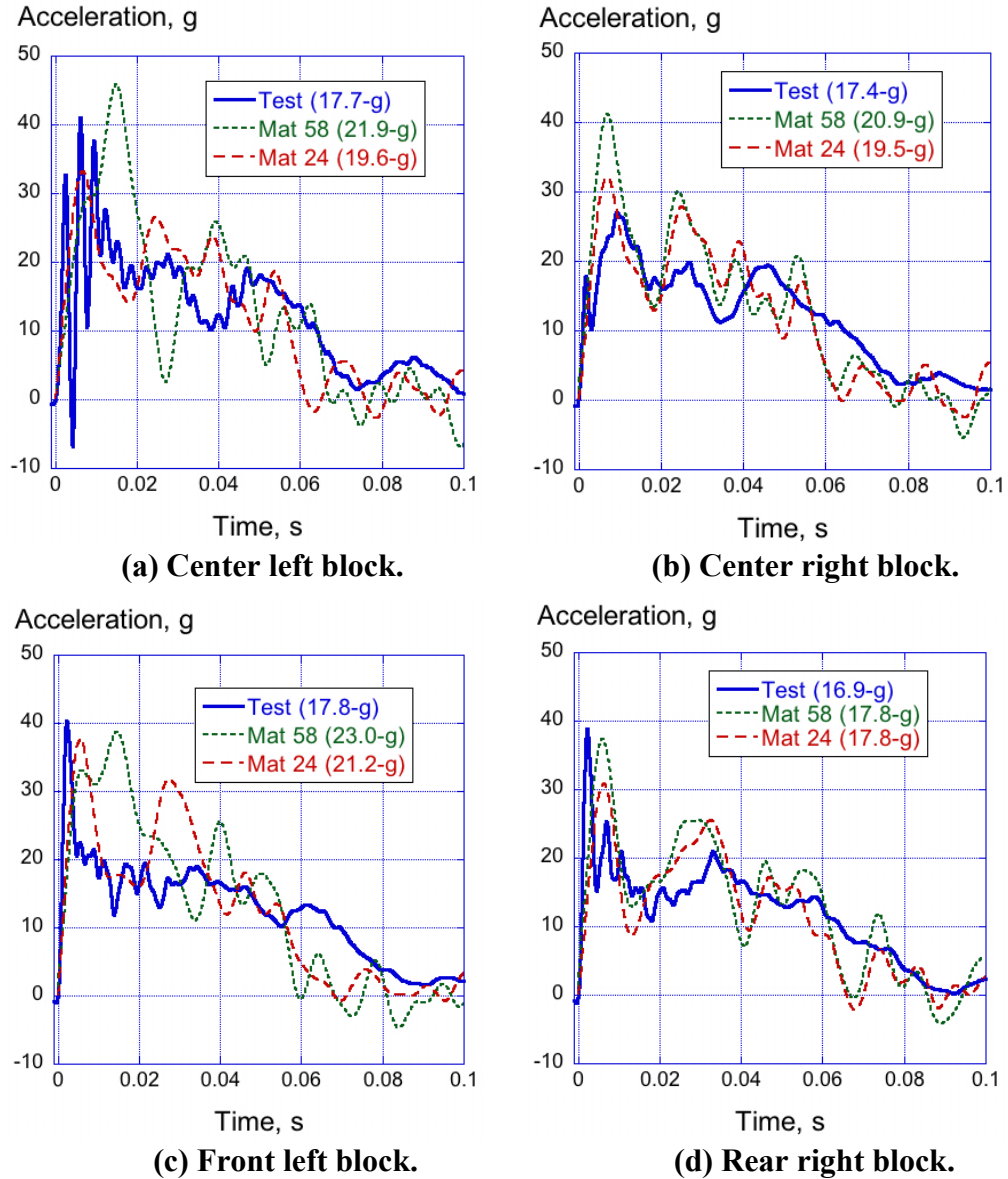 Acceleration, g
50
40
30
20
10
0
-10
Test (17.7-g)
Mat 58 (21.9-g)
Mat 24 (19.6-g)
0 0.02 0.04 0.06 0.08 0.1
Time, s
(a) Center left block.
Acceleration, g
50
40
30
20
10
0
-10
Test (17.4-g)
Mat 58 (20.9-g)
Mat 24 (19.5-g)
0 0.02 0.04 0.06 0.08 0.1
Time, s
(b) Center right block.
Acceleration, g
50
40
30
20
10
0
-10
Test (17.8-g)
Mat 58 (23.0-g)
Mat 24 (21.2-g)
0 0.02 0.04 0.06 0.08 0.1
Time, s
(c) Front left block.
Acceleration, g
50
40
30
20
10
0
-10
Test (16.9-g)
Mat 58 (17.8-g)
Mat 24 (17.8-g)
0 0.02 0.04 0.06 0.08 0.1
Time, s
(d) Rear right block.